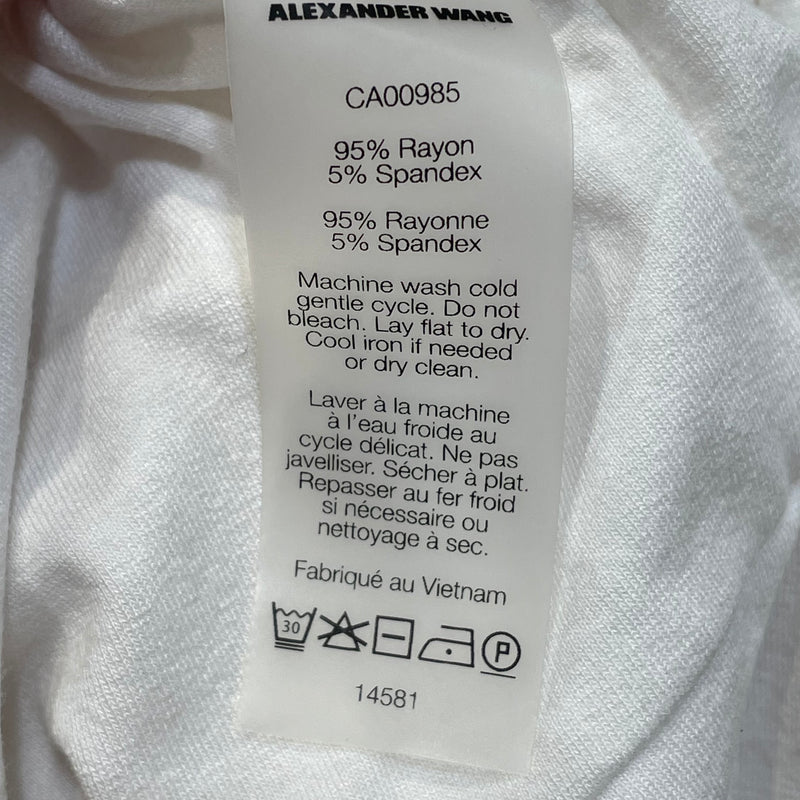 ALEXANDER WANG
CA00985
95% Rayon
5% Spandex
95% Rayonne
5% Spandex
Machine wash cold
gentle cycle. Do not
bleach. Lay flat to dry.
Cool iron if needed
or dry clean.
Laver à la machine
à l'eau froide au
cycle délicat. Ne pas
javelliser. Sécher à plat.
Repasser au fer froid
si nécessaire ou
nettoyage à sec.
Fabriqué au Vietnam
30 P
14581